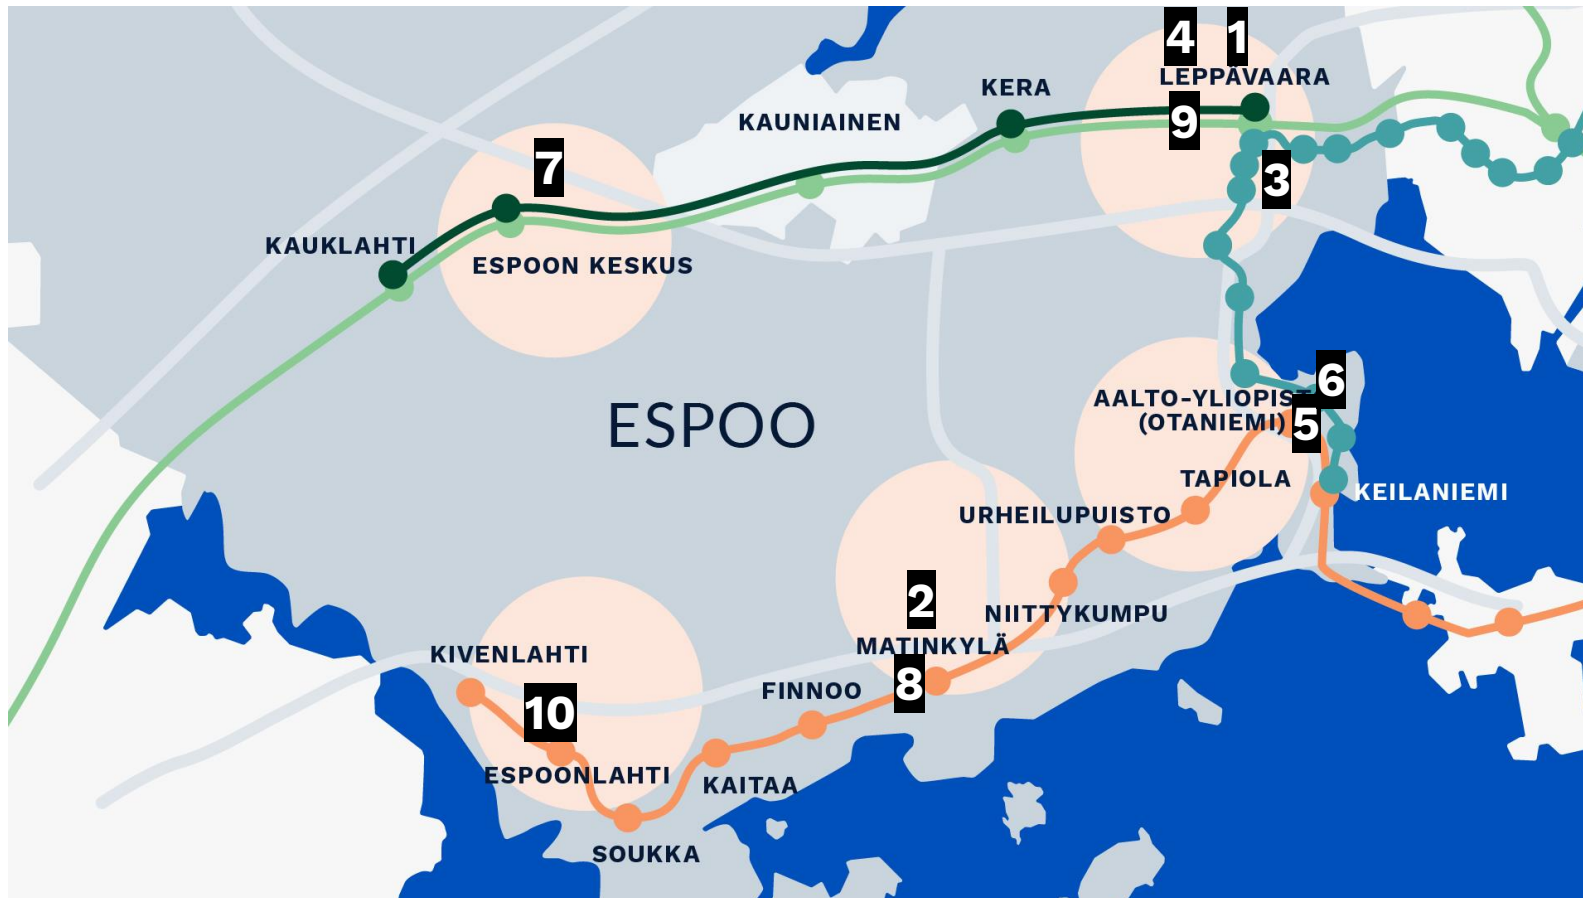 4 1
LEPPÄVAARA
KERA
9
KAUNIAINEN
7
3
KAUKLAHTI
ESPOON KESKUS
6
AALTO-YLIOPIST
(OTANIEMI)
5
ESPOO
TAPIOLA
KEILANIEMI
URHEILUPUISTO
2
NIITTYKUMPU
MATINKYLÄ
KIVENLAHTI
8
FINNOO
10
ESPOONLAHTI
KAITAA
SOUKKA